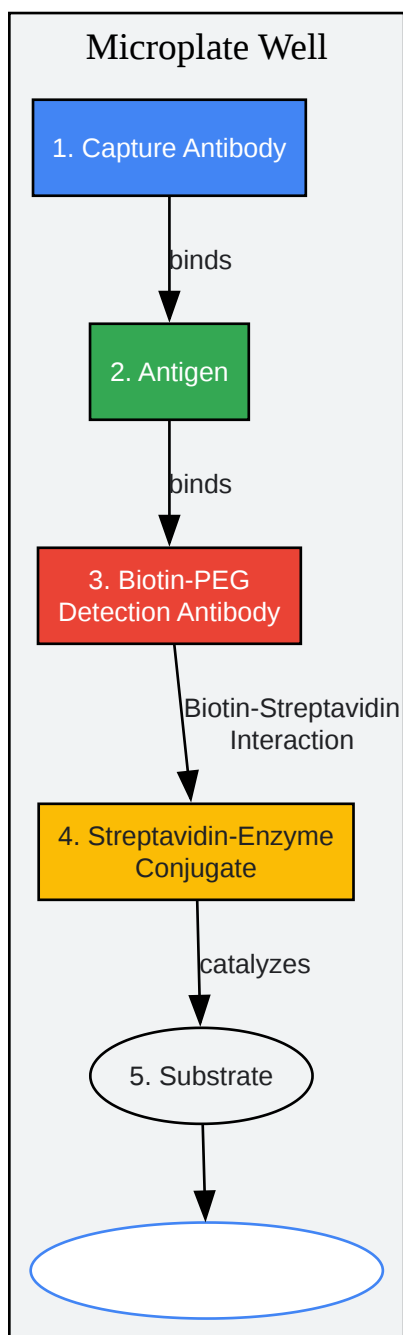 Microplate Well
1. Capture Antibody
binds
2. Antigen
binds
3. Biotin-PEG
Detection Antibody
Biotin-Streptavidin
Interaction
4. Streptavidin-Enzyme
Conjugate
catalyzes
5. Substrate